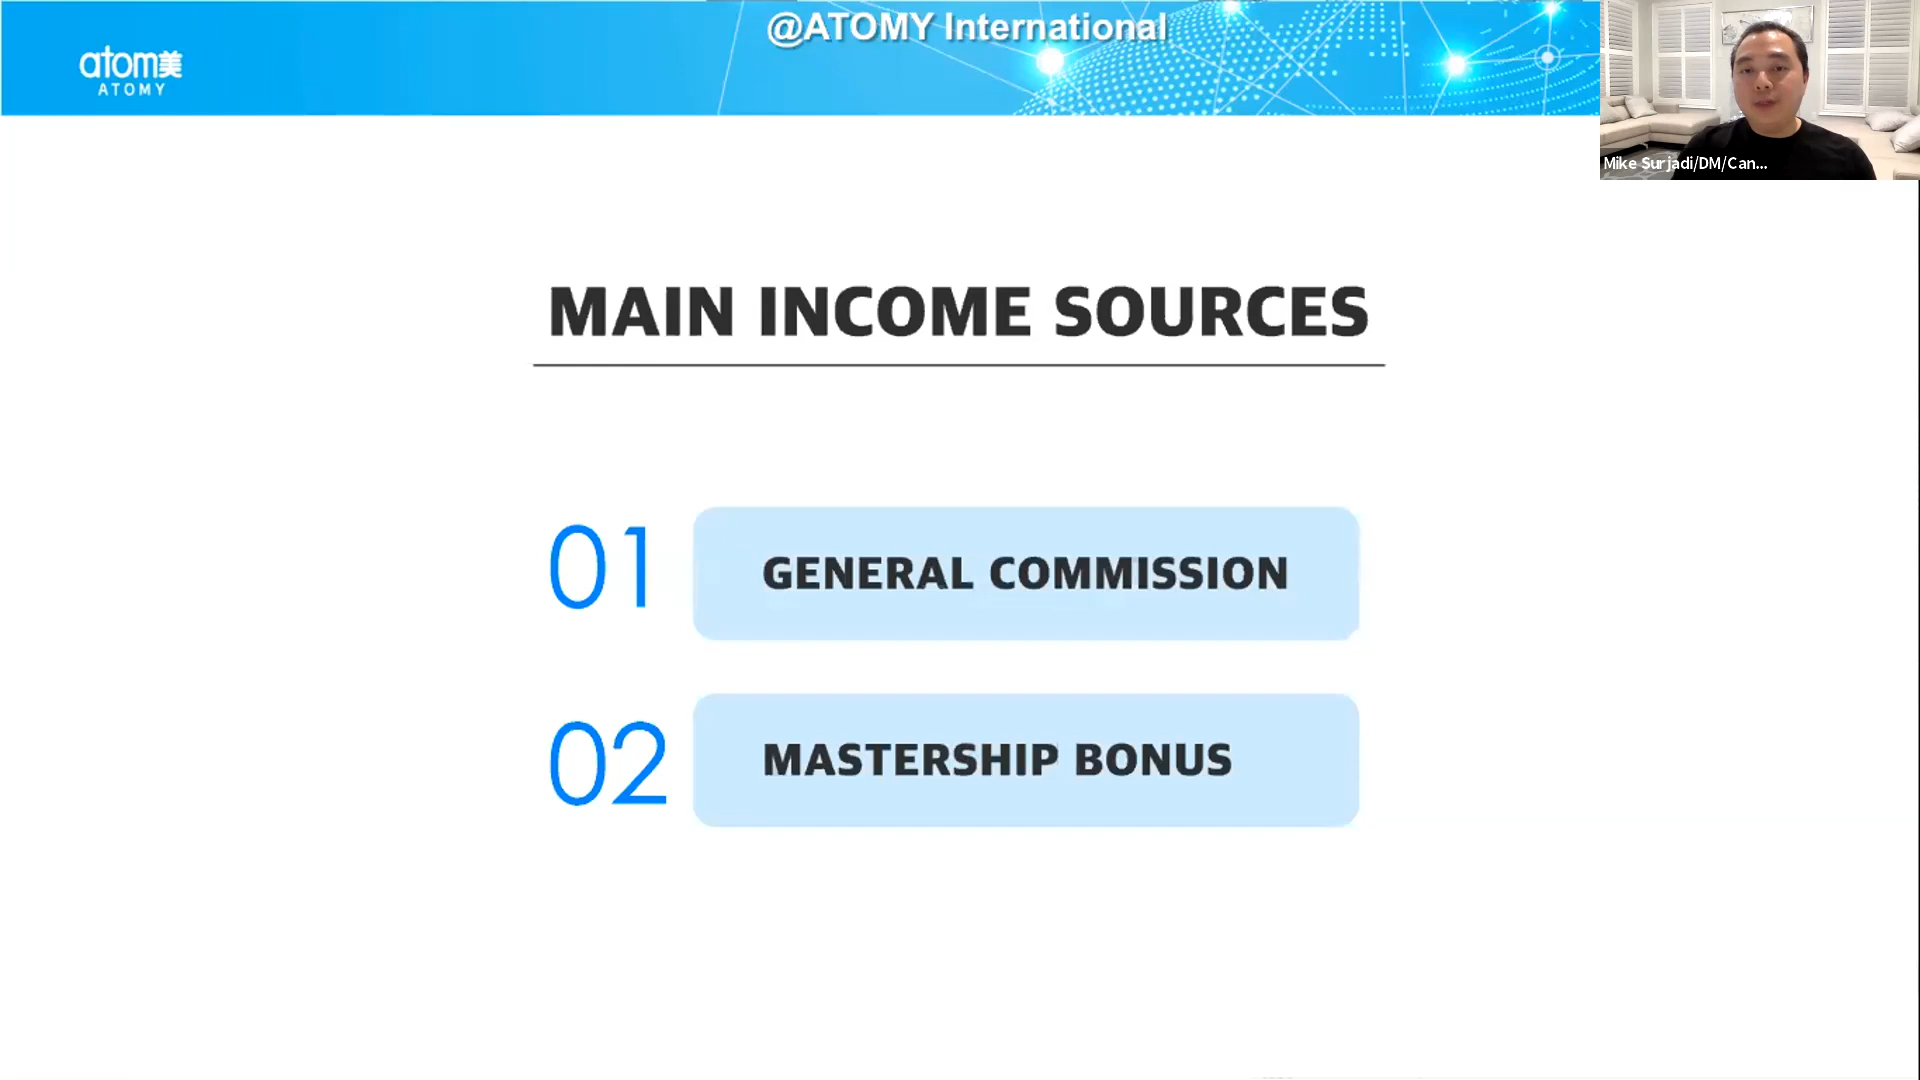 @ATOMY International
atom美
ATOMY
Mike Surjadi/DM/Can...
MAIN INCOME SOURCES
01 GENERAL COMMISSION
02 MASTERSHIP BONUS